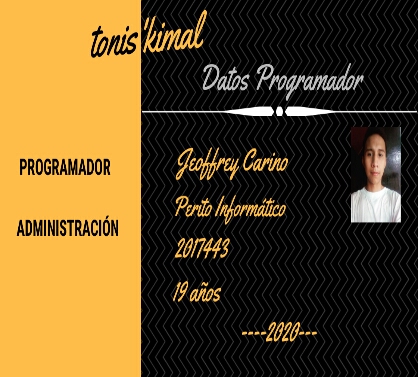 tonis'kimal
Datos Programador
PROGRAMADOR
ADMINISTRACIÓN
Jeoffrey Carino
Perito Informático
2017443
19 años
----2020---